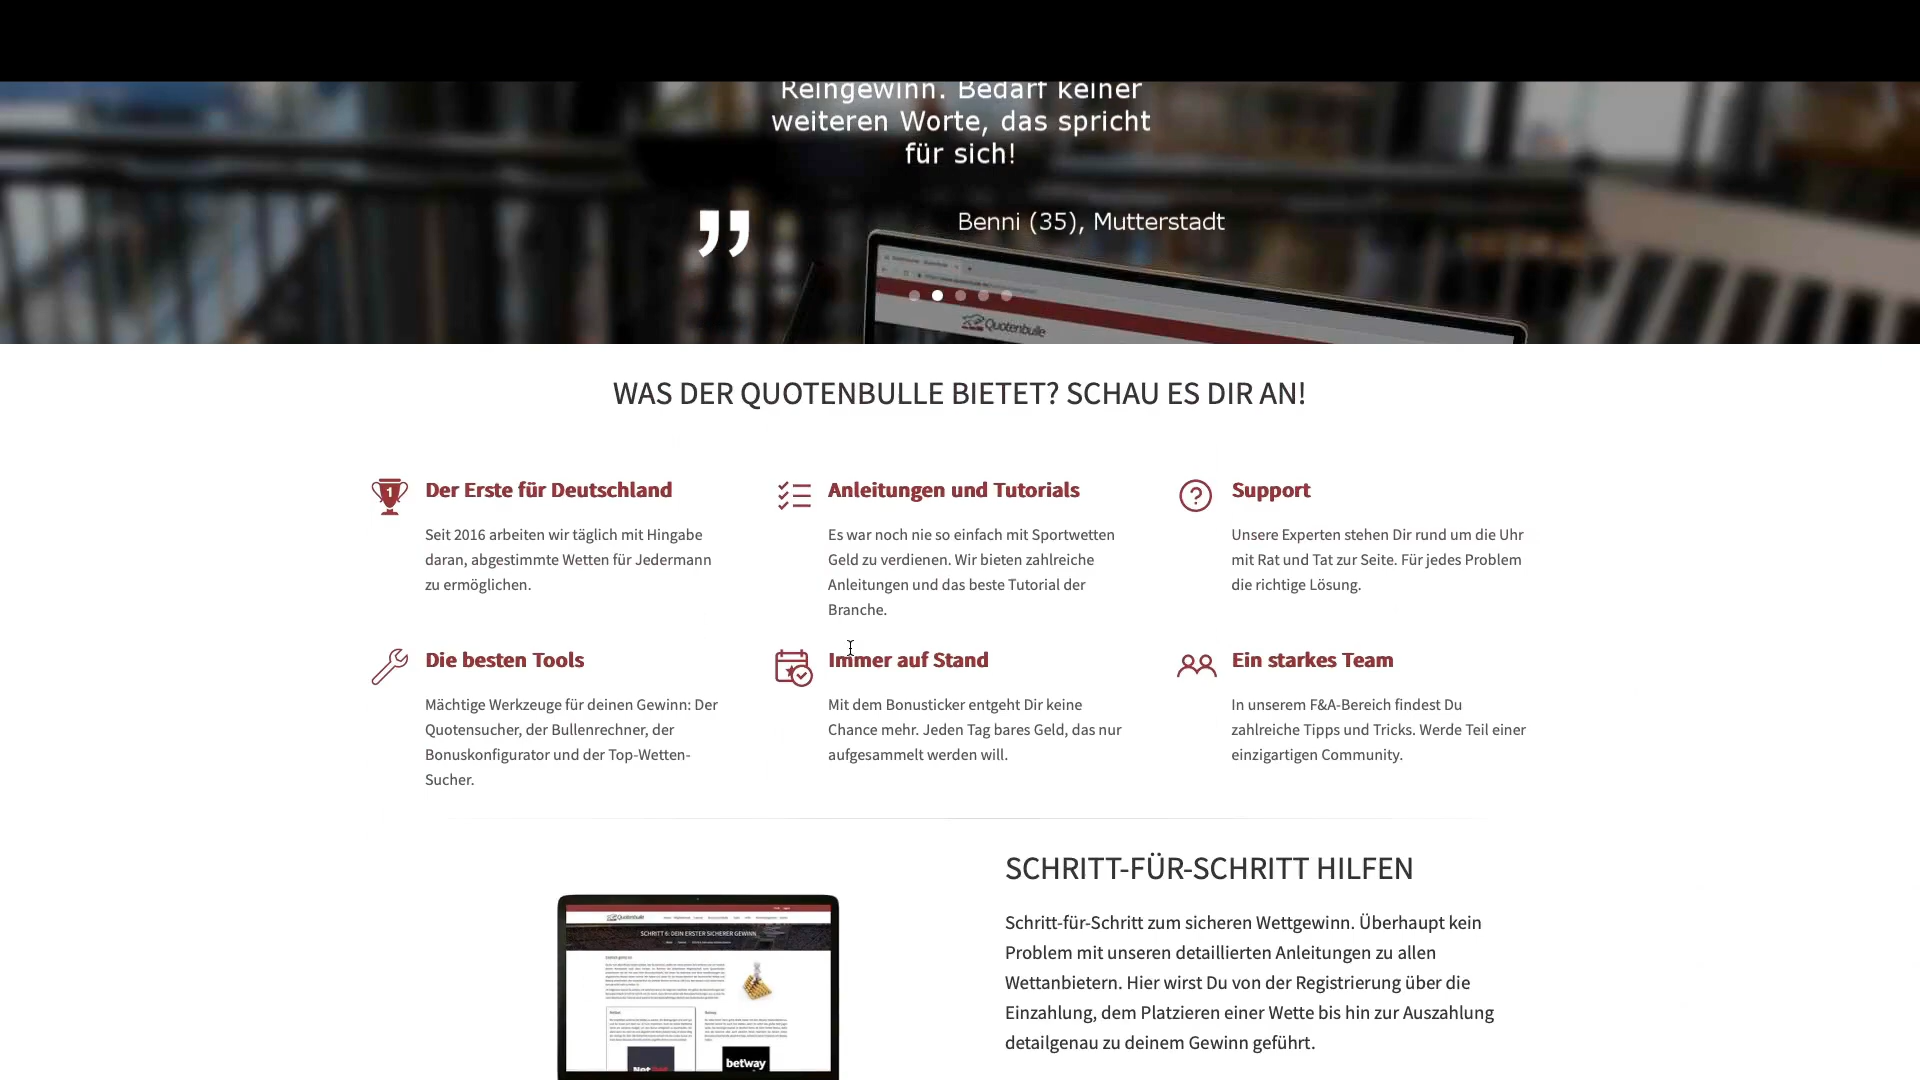 Reingewinn. Bedarf keiner
weiteren Worte, das spricht
für sich!
Benni (35), Mutterstadt
Quotenbulle
WAS DER QUOTENBULLE BIETET? SCHAU ES DIR AN!
Der Erste für Deutschland
Seit 2016 arbeiten wir täglich mit Hingabe
daran, abgestimmte Wetten für Jedermann
zu ermöglichen.
Anleitungen und Tutorials
Es war noch nie so einfach mit Sportwetten
Geld zu verdienen. Wir bieten zahlreiche
Anleitungen und das beste Tutorial der
Branche.
Support
Unsere Experten stehen Dir rund um die Uhr
mit Rat und Tat zur Seite. Für jedes Problem
die richtige Lösung.
Die besten Tools
Mächtige Werkzeuge für deinen Gewinn: Der
Quotensucher, der Bullenrechner, der
Bonuskonfigurator und der Top-Wetten-
Sucher.
Immer auf Stand
Mit dem Bonusticker entgeht Dir keine
Chance mehr. Jeden Tag bares Geld, das nur
aufgesammelt werden will.
Ein starkes Team
In unserem F&A-Bereich findest Du
zahlreiche Tipps und Tricks. Werde Teil einer
einzigartigen Community.
SCHRITT 6: DEIN ERSTER SICHERER GEWINN
betway
SCHRITT-FÜR-SCHRITT HILFEN
Schritt-für-Schritt zum sicheren Wettgewinn. Überhaupt kein
Problem mit unseren detaillierten Anleitungen zu allen
Wettanbietern. Hier wirst Du von der Registrierung über die
Einzahlung, dem Platzieren einer Wette bis hin zur Auszahlung
detailgenau zu deinem Gewinn geführt.